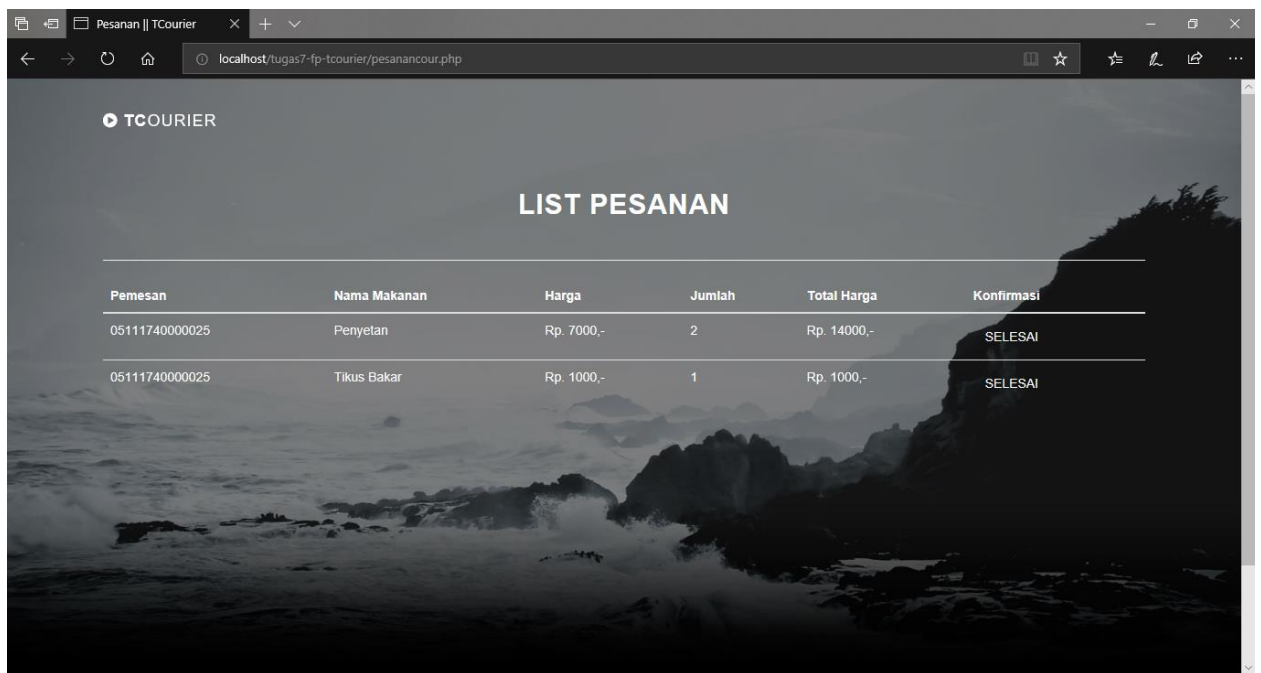 Pesanan || TCourier
localhost/tugas7-fp-tcourier/pesanancour.php
TCOURIER
LIST PESANAN
Pemesan Nama Makanan Harga Jumlah Total Harga Konfirmasi
05111740000025 Penyetan Rp. 7000,- 2 Rp. 14000,- SELESAI
05111740000025 Tikus Bakar Rp. 1000,- 1 Rp. 1000,- SELESAI